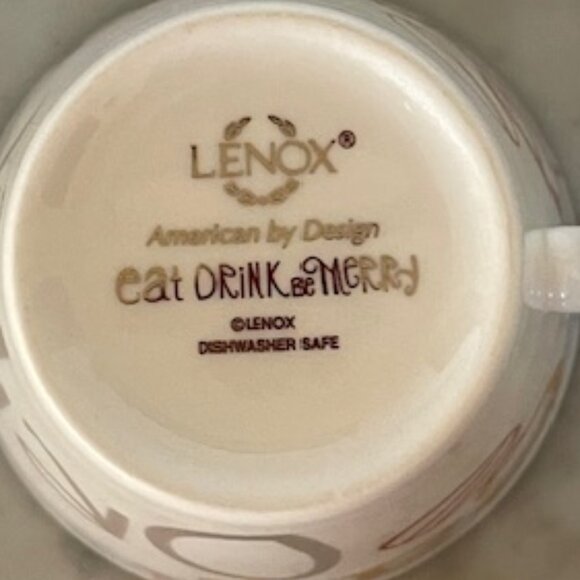 LENOX®
American by Design
eat DRiNK Be MeRRy
©LENOX
DISHWASHER SAFE